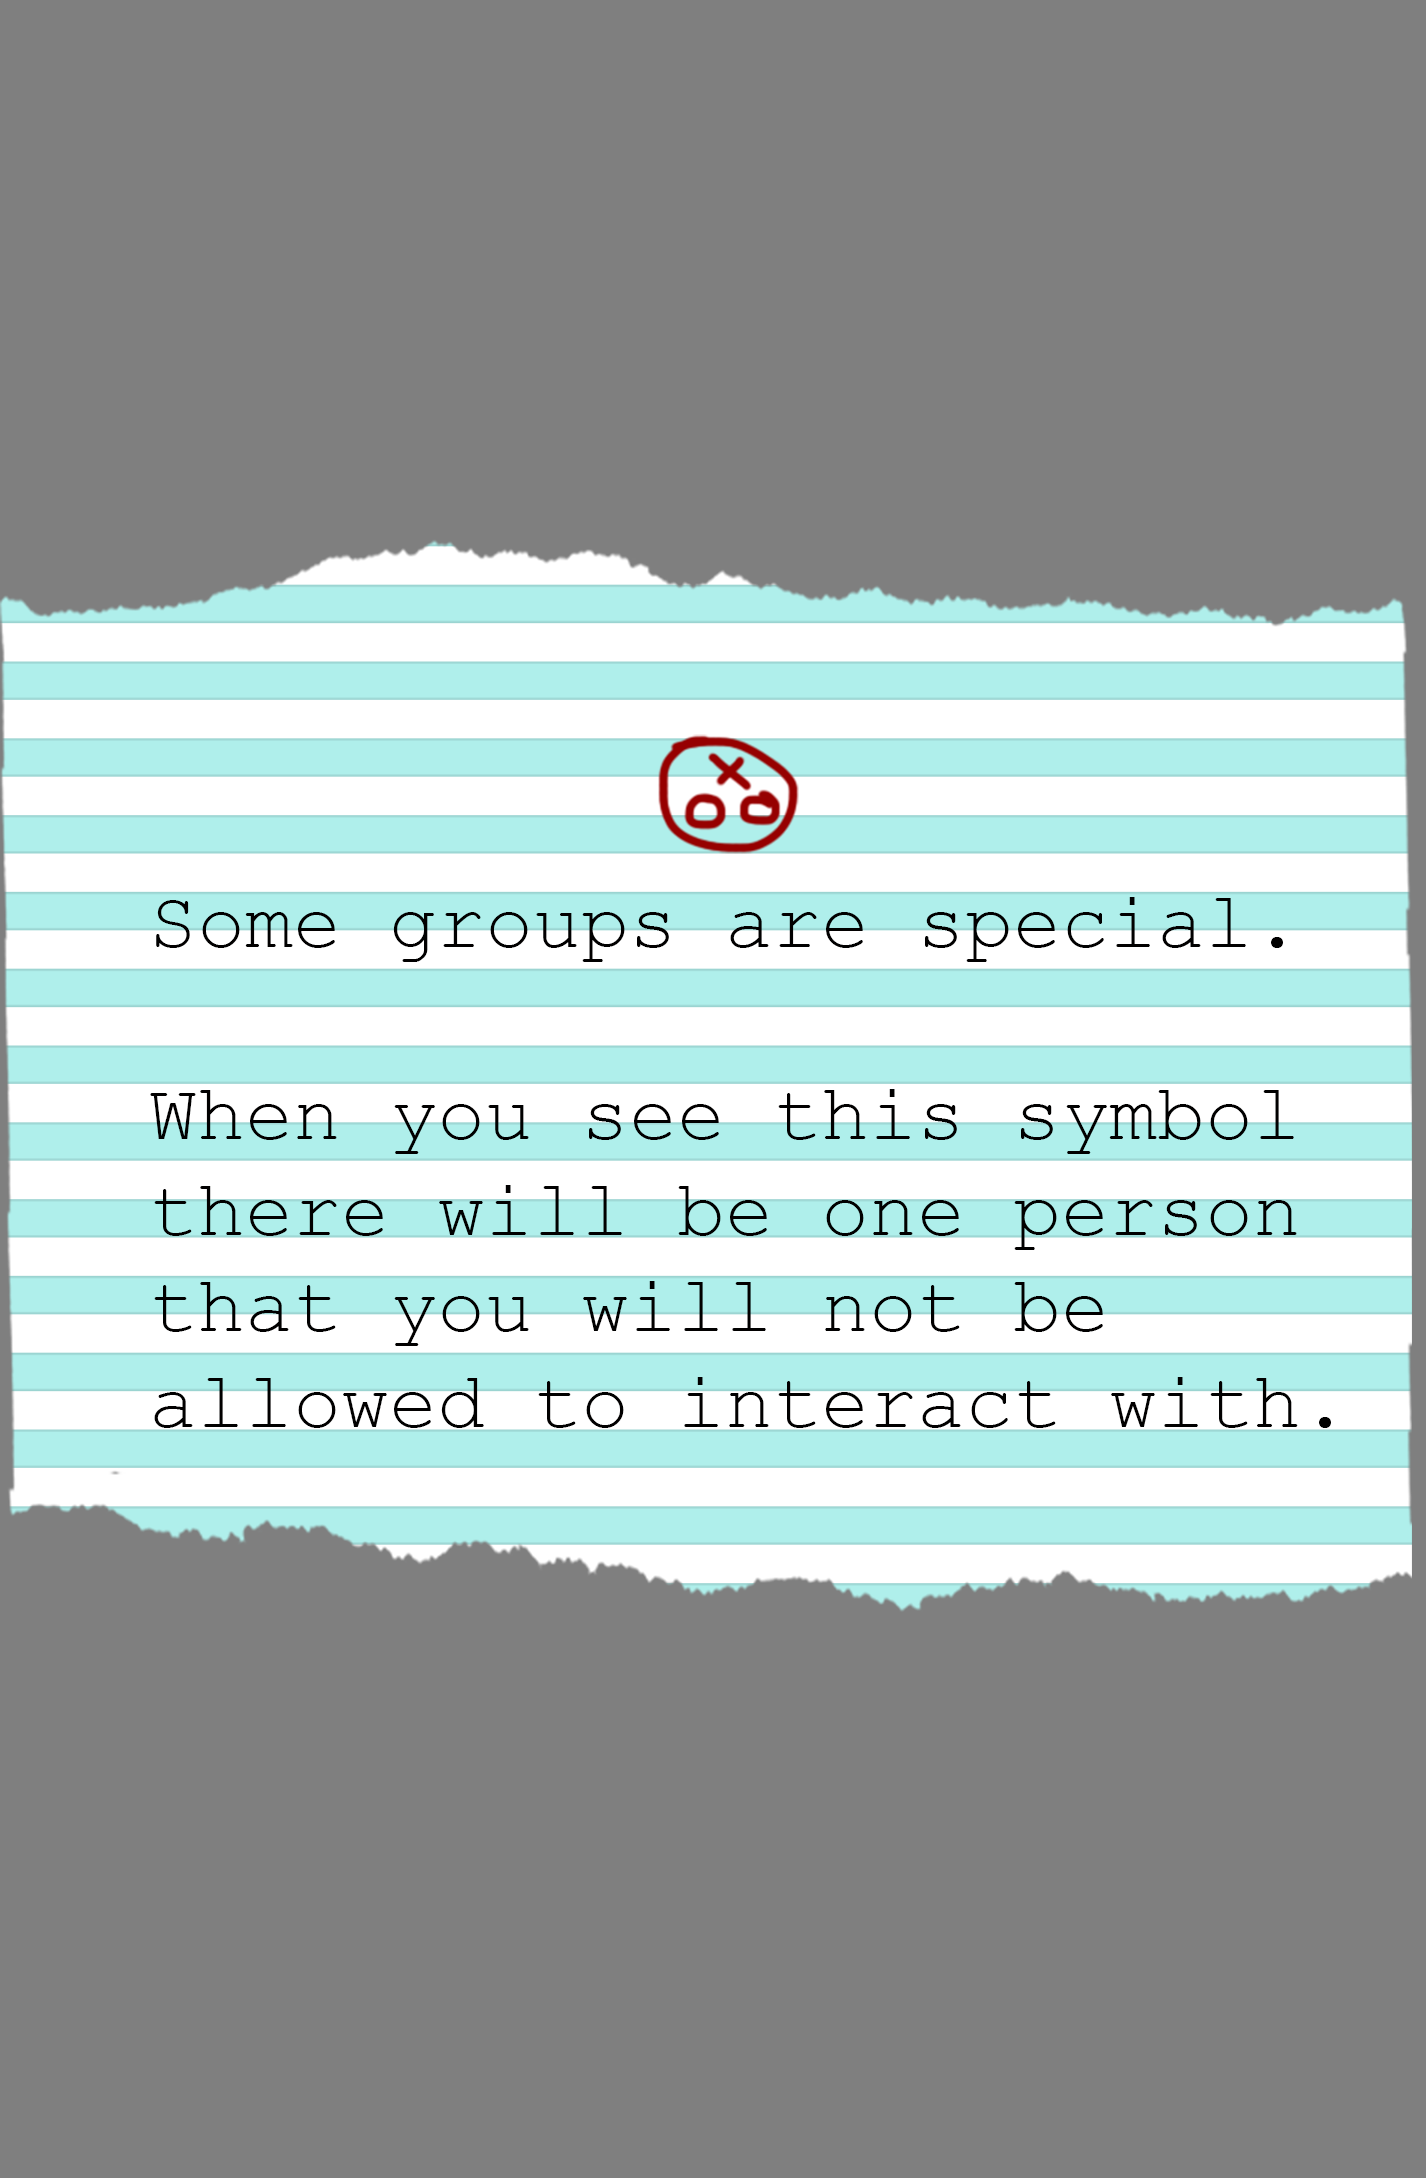 Some groups are special.
When you see this symbol
there will be one person
that you will not be
allowed to interact with.